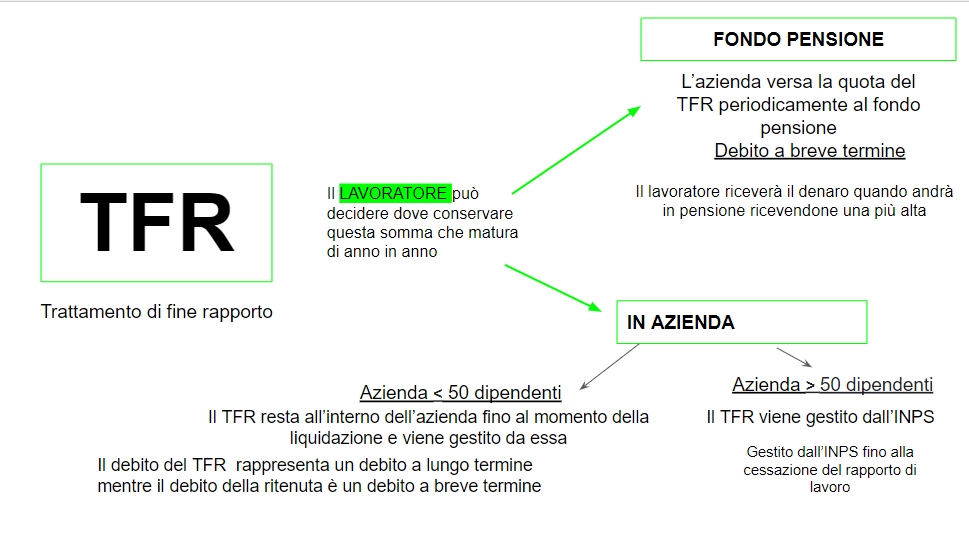 TFR
Trattamento di fine rapporto
Il LAVORATORE può
decidere dove conservare
questa somma che matura
di anno in anno
FONDO PENSIONE
L’azienda versa la quota del
TFR periodicamente al fondo
pensione
Debito a breve termine
Il lavoratore riceverà il denaro quando andrà
in pensione ricevendone una più alta
IN AZIENDA
Azienda < 50 dipendenti
Il TFR resta all’interno dell’azienda fino al momento della
liquidazione e viene gestito da essa
Il debito del TFR rappresenta un debito a lungo termine
mentre il debito della ritenuta è un debito a breve termine
Azienda > 50 dipendenti
Il TFR viene gestito dall’INPS
Gestito dall’INPS fino alla
cessazione del rapporto di
lavoro